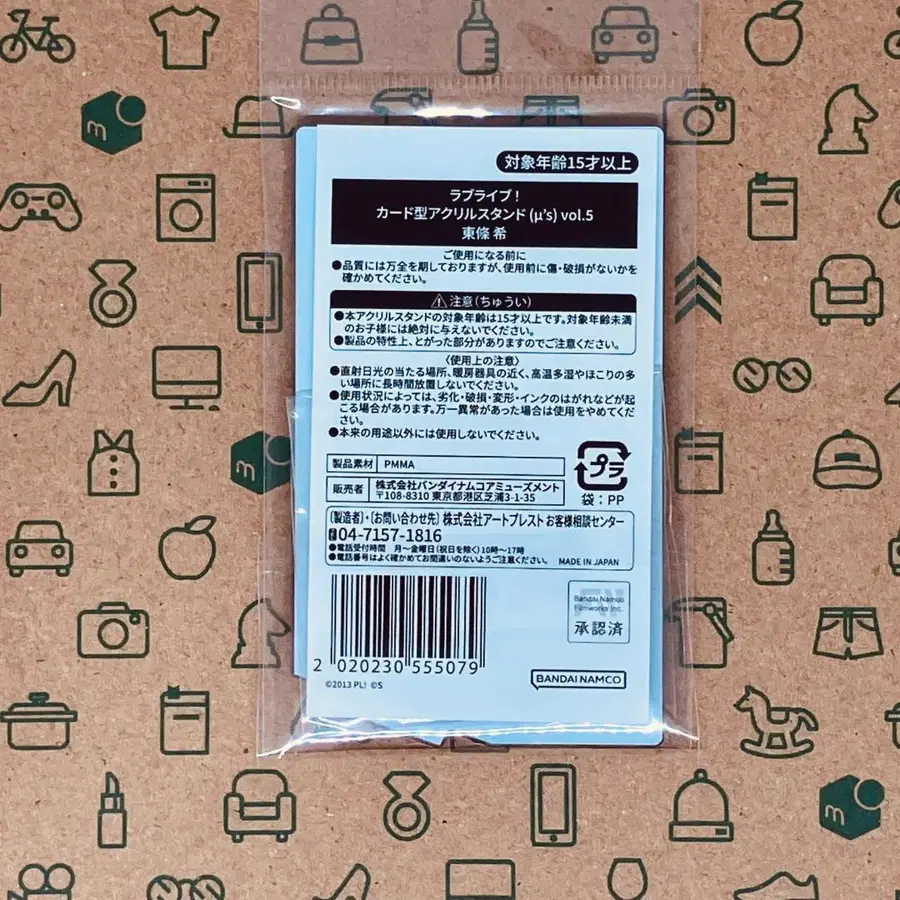 対象年齢15才以上
ラブライブ！
カード型アクリルスタンド (μ's) vol.5
東條 希
ご使用になる前に
●品質には万全を期しておりますが、使用前に傷・破損がないかを
確かめてください。
⚠注意（ちゅうい）
●本アクリルスタンドの対象年齢は15才以上です。対象年齢未満
のお子様には絶対に与えないでください。
●製品の特性上、とがった部分がありますのでご注意ください。
〈使用上の注意〉
●直射日光の当たる場所、暖房器具の近く、高温多湿やほこりの多
い場所に長時間放置しないでください。
●使用状況によっては、劣化・破損・変形・インクのはがれなどが起
こる場合があります。万一異常があった場合は使用をやめてくだ
さい。
●本来の用途以外には使用しないでください。
製品素材 PMMA
販売者 株式会社バンダイナムコアミューズメント
〒108-8310 東京都港区芝浦3-1-35
プラ
袋：PP
〔製造者〕・〔お問い合わせ先〕 株式会社アートプレスト お客様相談センター
04-7157-1816
●電話受付時間 月～金曜日（祝日を除く）10時～17時
●電話番号はよく確かめてお間違いのないようご注意ください。 MADE IN JAPAN
Bandai Namco
Filmworks Inc.
承認済
2 020230 555079
BANDAI NAMCO
©2013 PL! ©S
m
m
m